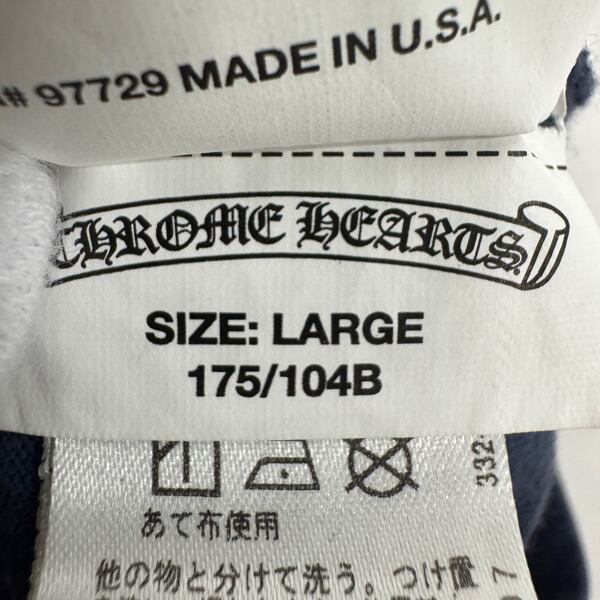 # 97729 MADE IN U.S.A.
CHROME HEARTS
SIZE: LARGE
175/104B
332
あて布使用
他の物と分けて洗う。つけ置
7